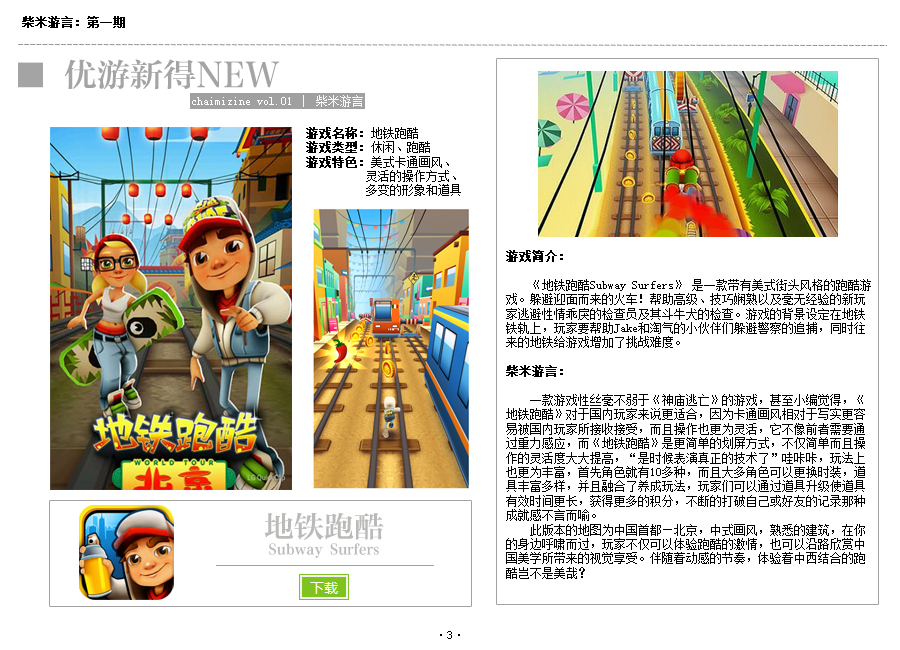 柴米游言：第一期
优游新得NEW
chaimizine vol.01 | 柴米游言
游戏名称：地铁跑酷
游戏类型：休闲、跑酷
游戏特色：美式卡通画风、
灵活的操作方式、
多变的形象和道具
地铁跑酷
WORLD TOUR
北京
地铁跑酷
Subway Surfers
下载
游戏简介：
《地铁跑酷Subway Surfers》 是一款带有美式街头风格的跑酷游
戏。躲避迎面而来的火车！帮助高级、技巧娴熟以及毫无经验的新玩
家逃避性情乖戾的检查员及其斗牛犬的检查。游戏的背景设定在地铁
铁轨上，玩家要帮助Jake和淘气的小伙伴们躲避警察的追捕，同时往
来的地铁给游戏增加了挑战难度。
柴米游言：
一款游戏性丝毫不弱于《神庙逃亡》的游戏，甚至小编觉得，《
地铁跑酷》对于国内玩家来说更适合，因为卡通画风相对于写实更容
易被国内玩家所接收接受，而且操作也更为灵活，它不像前者需要通
过重力感应，而《地铁跑酷》是更简单的划屏方式，不仅简单而且操
作的灵活度大大提高，“是时候表演真正的技术了”哇咔咔，玩法上
也更为丰富，首先角色就有10多种，而且大多角色可以更换时装，道
具丰富多样，并且融合了养成玩法，玩家们可以通过道具升级使道具
有效时间更长，获得更多的积分，不断的打破自己或好友的记录那种
成就感不言而喻。
此版本的地图为中国首都—北京，中式画风，熟悉的建筑，在你
的身边呼啸而过，玩家不仅可以体验跑酷的激情，也可以沿路欣赏中
国美学所带来的视觉享受。伴随着动感的节奏，体验着中西结合的跑
酷岂不是美哉？
·3·